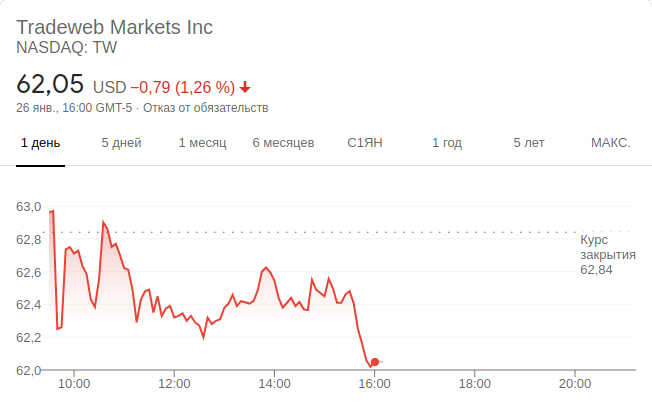 Tradeweb Markets Inc
NASDAQ: TW
62,05 USD −0,79 (1,26 %)
26 янв., 16:00 GMT-5 · Отказ от обязательств
1 день 5 дней 1 месяц 6 месяцев С1ЯН 1 год 5 лет МАКС.
63,0
62,8
62,6
62,4
62,2
62,0
Курс
закрытия
62,84
10:00 12:00 14:00 16:00 18:00 20:00